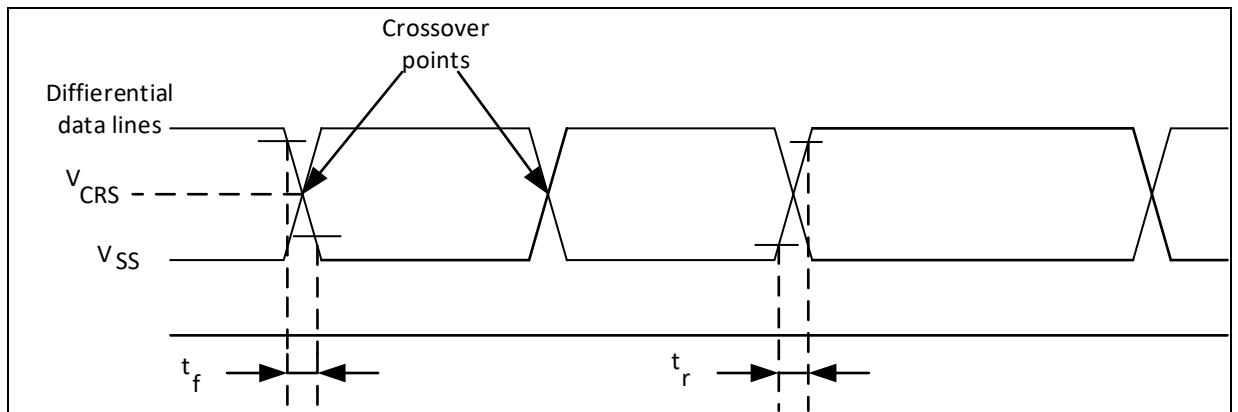 Crossover
points
Diffierential
data lines
V CRS
V SS
t f
t r